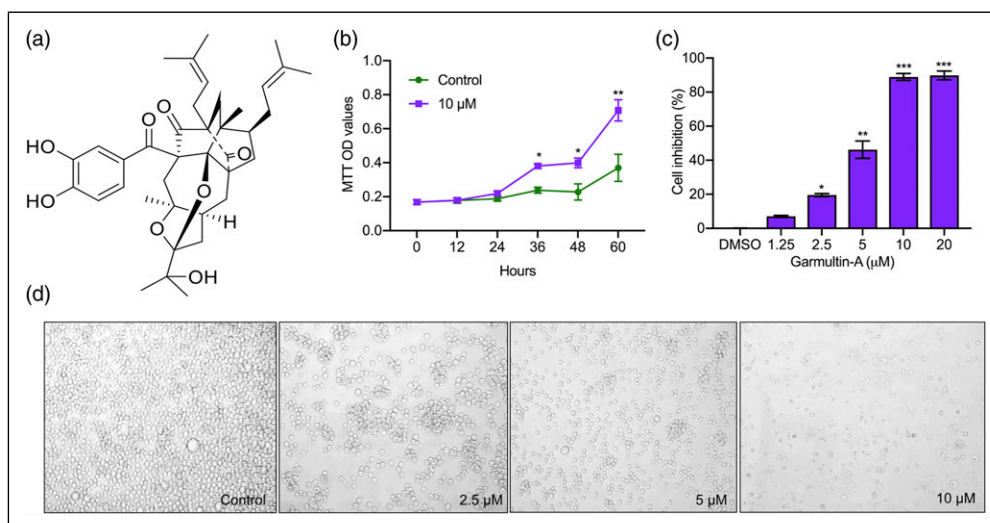 (a)
HO
HO
O
O
O
O
O
O
H
OH
(b)
Control
10 μM
MTT OD values
1.0
0.8
0.6
0.4
0.2
0.0
*
*
**
0 12 24 36 48 60
Hours
(c)
Cell inhibition (%)
100
80
60
40
20
0
*
**
***
***
DMSO 1.25 2.5 5 10 20
Garmultin-A (μM)
(d)
Control
2.5 μM
5 μM
10 μM